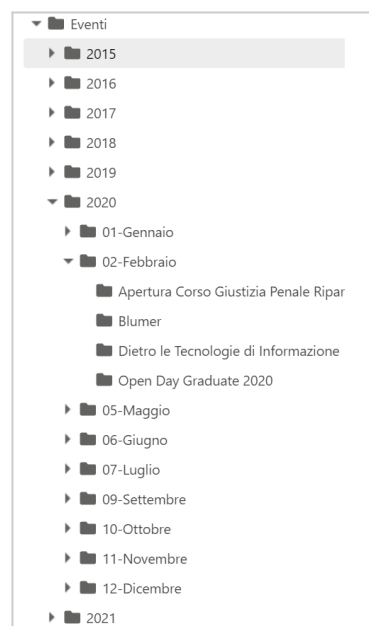 Eventi
2015
2016
2017
2018
2019
2020
01-Gennaio
02-Febbraio
Apertura Corso Giustizia Penale Ripar
Blumer
Dietro le Tecnologie di Informazione
Open Day Graduate 2020
05-Maggio
06-Giugno
07-Luglio
09-Settembre
10-Ottobre
11-Novembre
12-Dicembre
2021